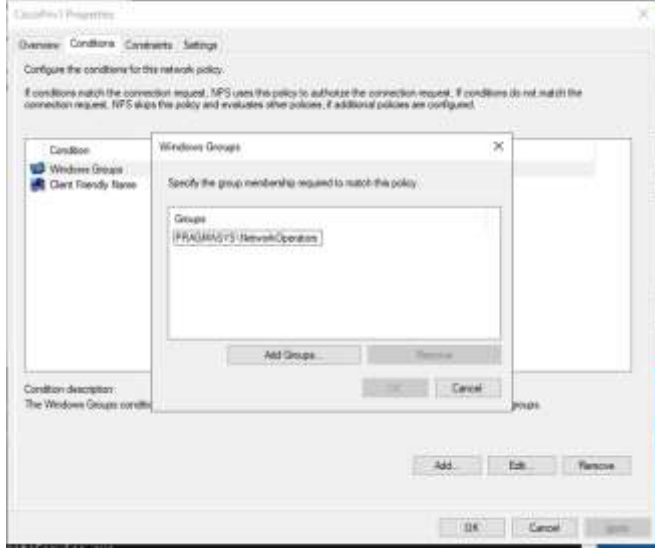 Properties
Overview Conditions Constraints Settings
Configure the conditions for this network policy.
If conditions match the connection request, NPS uses this policy to authorize the connection request. If conditions do not match the
connection request, NPS skips this policy and evaluates other policies, if additional policies are configured.
Condition
Windows Groups
Client Friendly Name
Windows Groups
Specify the group membership required to match this policy.
Groups
PRAGMASYS\NetworkOperators
Add Groups...
Remove
OK
Cancel
Condition description:
The Windows Groups groups.
Add...
Edit...
Remove
OK
Cancel
Apply